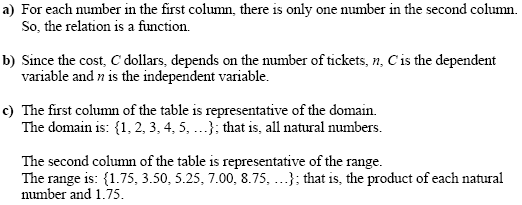 a) For each number in the first column, there is only one number in the second column.
So, the relation is a function.
b) Since the cost, C dollars, depends on the number of tickets, n, C is the dependent
variable and n is the independent variable.
c) The first column of the table is representative of the domain.
The domain is: {1, 2, 3, 4, 5, …}; that is, all natural numbers.
The second column of the table is representative of the range.
The range is: {1.75, 3.50, 5.25, 7.00, 8.75, …}; that is, the product of each natural
number and 1.75.